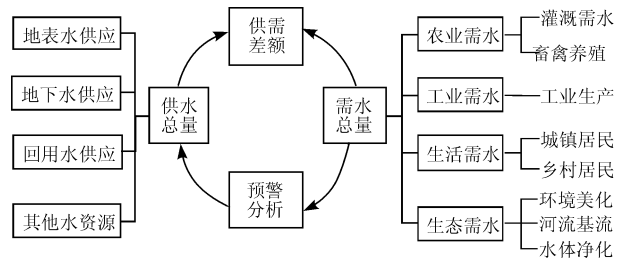 地表水供应
地下水供应
回用水供应
其他水资源
供水
总量
供需
差额
预警
分析
需水
总量
农业需水
灌溉需水
畜禽养殖
工业需水
工业生产
生活需水
城镇居民
乡村居民
生态需水
环境美化
河流基流
水体净化